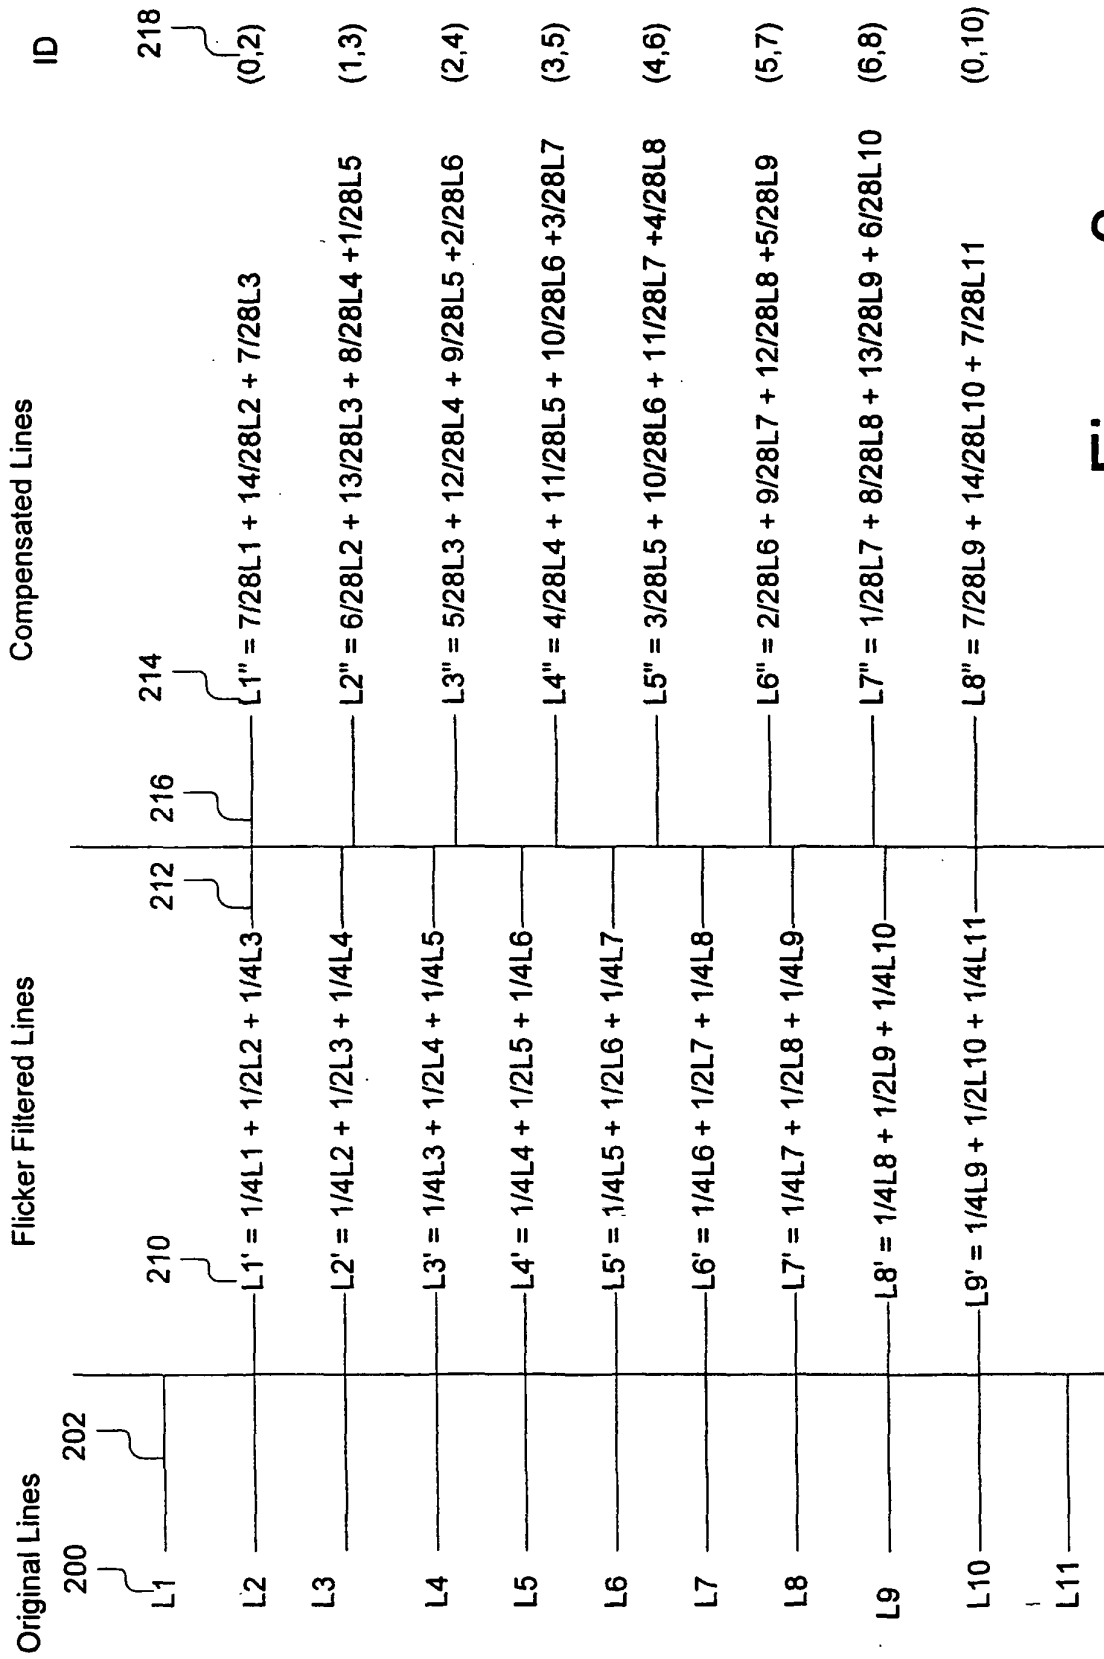 Original Lines
200
202
L1
L2
L3
L4
L5
L6
L7
L8
L9
L10
L11
Flicker Filtered Lines
210
212
L1' = 1/4L1 + 1/2L2 + 1/4L3
L2' = 1/4L2 + 1/2L3 + 1/4L4
L3' = 1/4L3 + 1/2L4 + 1/4L5
L4' = 1/4L4 + 1/2L5 + 1/4L6
L5' = 1/4L5 + 1/2L6 + 1/4L7
L6' = 1/4L6 + 1/2L7 + 1/4L8
L7' = 1/4L7 + 1/2L8 + 1/4L9
L8' = 1/4L8 + 1/2L9 + 1/4L10
L9' = 1/4L9 + 1/2L10 + 1/4L11
Compensated Lines
216
214
L1" = 7/28L1 + 14/28L2 + 7/28L3
L2" = 6/28L2 + 13/28L3 + 8/28L4 +1/28L5
L3" = 5/28L3 + 12/28L4 + 9/28L5 +2/28L6
L4" = 4/28L4 + 11/28L5 + 10/28L6 +3/28L7
L5" = 3/28L5 + 10/28L6 + 11/28L7 +4/28L8
L6" = 2/28L6 + 9/28L7 + 12/28L8 +5/28L9
L7" = 1/28L7 + 8/28L8 + 13/28L9 + 6/28L10
L8" = 7/28L9 + 14/28L10 + 7/28L11
ID
218
(0,2)
(1,3)
(2,4)
(3,5)
(4,6)
(5,7)
(6,8)
(0,10)